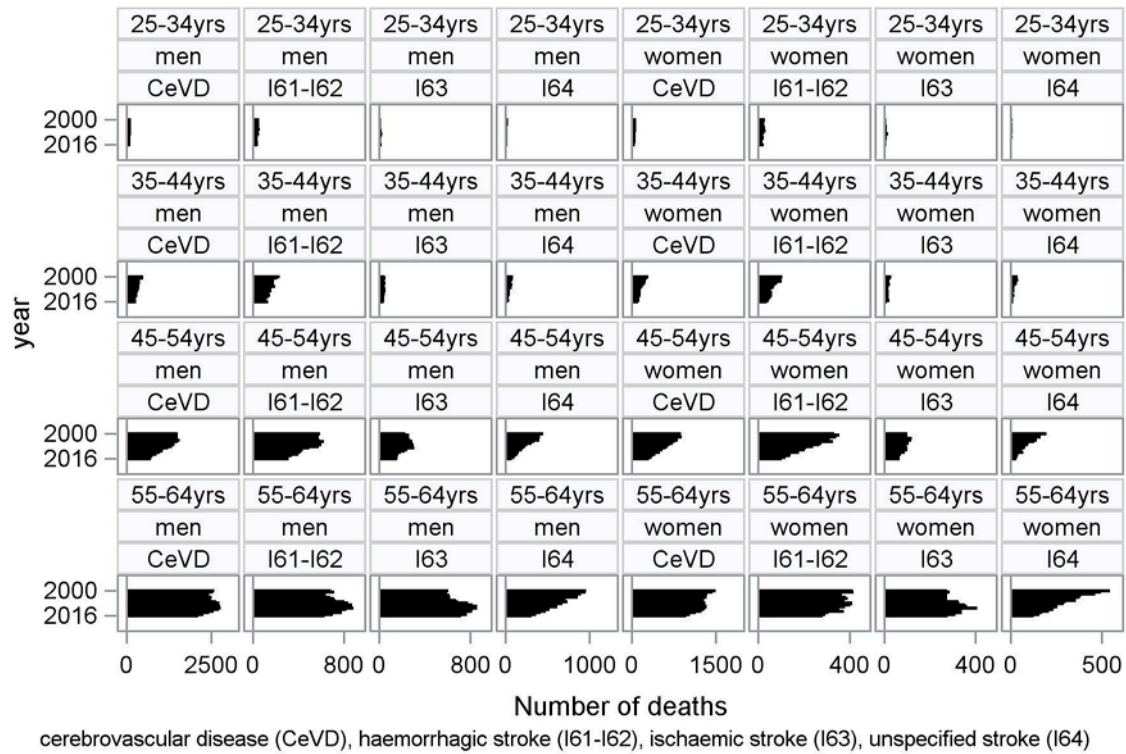 25-34yrs 25-34yrs 25-34yrs 25-34yrs 25-34yrs 25-34yrs 25-34yrs 25-34yrs
men men men men women women women women
CeVD I61-I62 I63 I64 CeVD I61-I62 I63 I64
2000
2016
35-44yrs 35-44yrs 35-44yrs 35-44yrs 35-44yrs 35-44yrs 35-44yrs 35-44yrs
men men men men women women women women
CeVD I61-I62 I63 I64 CeVD I61-I62 I63 I64
2000
2016
year
45-54yrs 45-54yrs 45-54yrs 45-54yrs 45-54yrs 45-54yrs 45-54yrs 45-54yrs
men men men men women women women women
CeVD I61-I62 I63 I64 CeVD I61-I62 I63 I64
2000
2016
55-64yrs 55-64yrs 55-64yrs 55-64yrs 55-64yrs 55-64yrs 55-64yrs 55-64yrs
men men men men women women women women
CeVD I61-I62 I63 I64 CeVD I61-I62 I63 I64
2000
2016
0 2500 0 800 0 800 0 1000 0 1500 0 400 0 400 0 500
Number of deaths
cerebrovascular disease (CeVD), haemorrhagic stroke (I61-I62), ischaemic stroke (I63), unspecified stroke (I64)